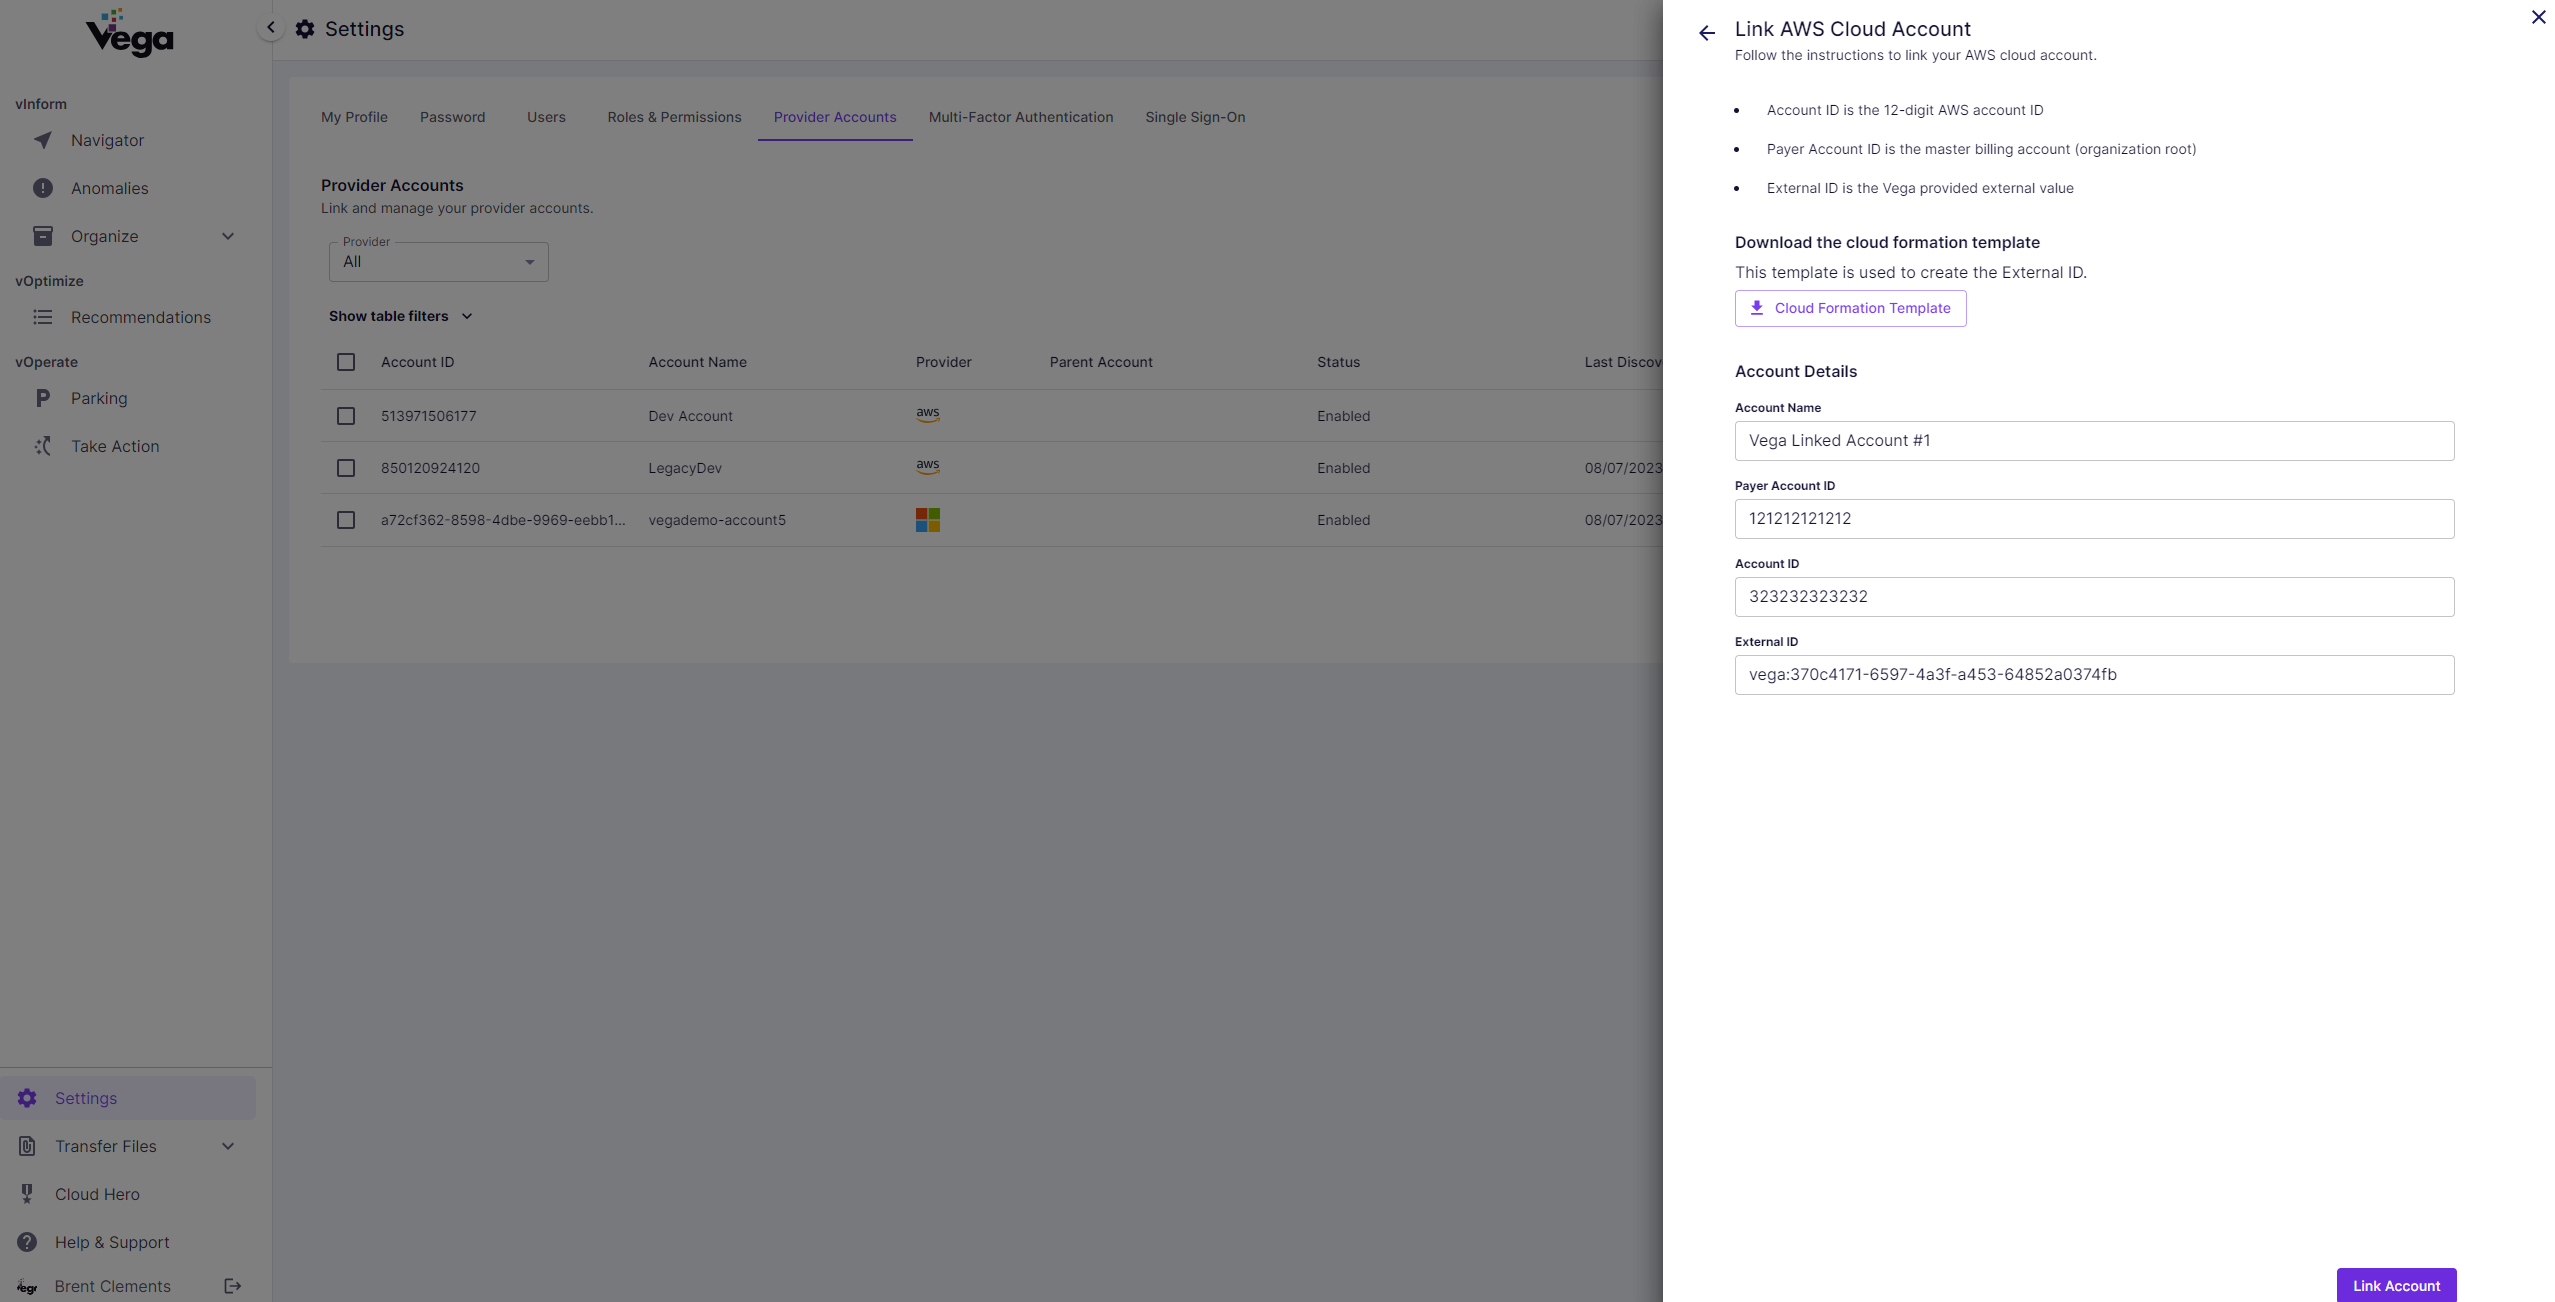 Vega
vInform
Navigator
Anomalies
Organize
vOptimize
Recommendations
vOperate
Parking
Take Action
Settings
Transfer Files
Cloud Hero
Help & Support
Brent Clements
Settings
My Profile Password Users Roles & Permissions Provider Accounts Multi-Factor Authentication Single Sign-On
Provider Accounts
Link and manage your provider accounts.
Provider
All
Show table filters
Account ID Account Name Provider Parent Account Status Last Discov
513971506177 Dev Account aws Enabled
850120924120 LegacyDev aws Enabled 08/07/2023
a72cf362-8598-4dbe-9969-eebb1... vegademo-account5 Enabled 08/07/2023
Link AWS Cloud Account
Follow the instructions to link your AWS cloud account.
• Account ID is the 12-digit AWS account ID
• Payer Account ID is the master billing account (organization root)
• External ID is the Vega provided external value
Download the cloud formation template
This template is used to create the External ID.
Cloud Formation Template
Account Details
Account Name
Vega Linked Account #1
Payer Account ID
121212121212
Account ID
323232323232
External ID
vega:370c4171-6597-4a3f-a453-64852a0374fb
Link Account